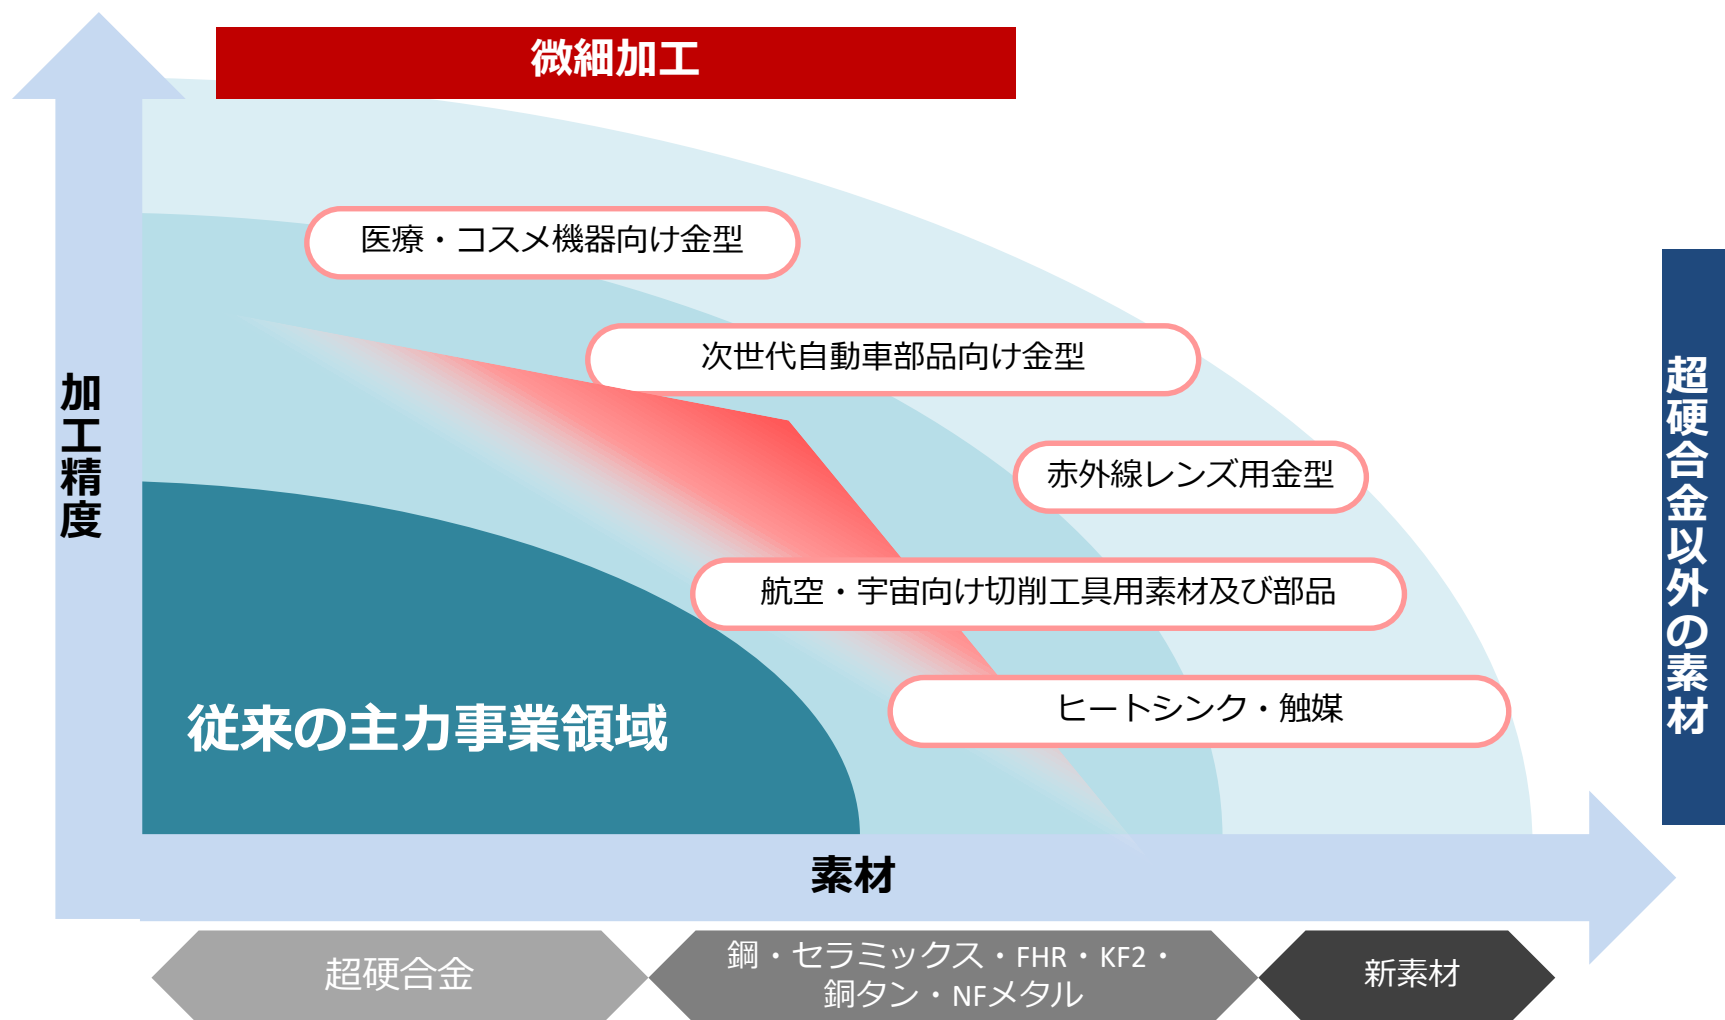 微細加工
医療・コスメ機器向け金型
次世代自動車部品向け金型
加工精度
超硬合金以外の素材
赤外線レンズ用金型
航空・宇宙向け切削工具用素材及び部品
ヒートシンク・触媒
従来の主力事業領域
素材
超硬合金
鋼・セラミックス・FHR・KF2・
銅タン・NFメタル
新素材